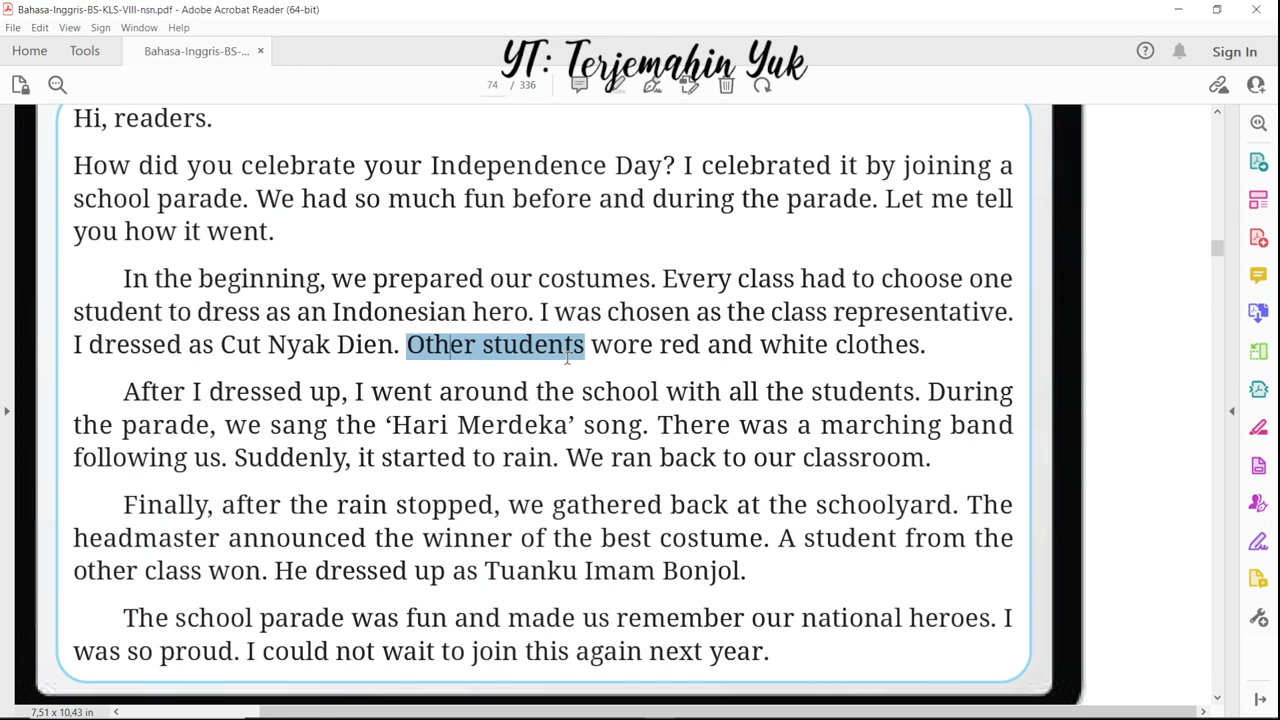 Bahasa-Inggris-BS-KLS-VIII-nsn.pdf - Adobe Acrobat Reader (64-bit)
File Edit View Sign Window Help
Home Tools Bahasa-Inggris-BS-... × Sign In
YT: Terjemahin Yuk
74 / 336
Hi, readers.
How did you celebrate your Independence Day? I celebrated it by joining a
school parade. We had so much fun before and during the parade. Let me tell
you how it went.
In the beginning, we prepared our costumes. Every class had to choose one
student to dress as an Indonesian hero. I was chosen as the class representative.
I dressed as Cut Nyak Dien. Other students wore red and white clothes.
After I dressed up, I went around the school with all the students. During
the parade, we sang the ‘Hari Merdeka’ song. There was a marching band
following us. Suddenly, it started to rain. We ran back to our classroom.
Finally, after the rain stopped, we gathered back at the schoolyard. The
headmaster announced the winner of the best costume. A student from the
other class won. He dressed up as Tuanku Imam Bonjol.
The school parade was fun and made us remember our national heroes. I
was so proud. I could not wait to join this again next year.
7,51 x 10,43 in